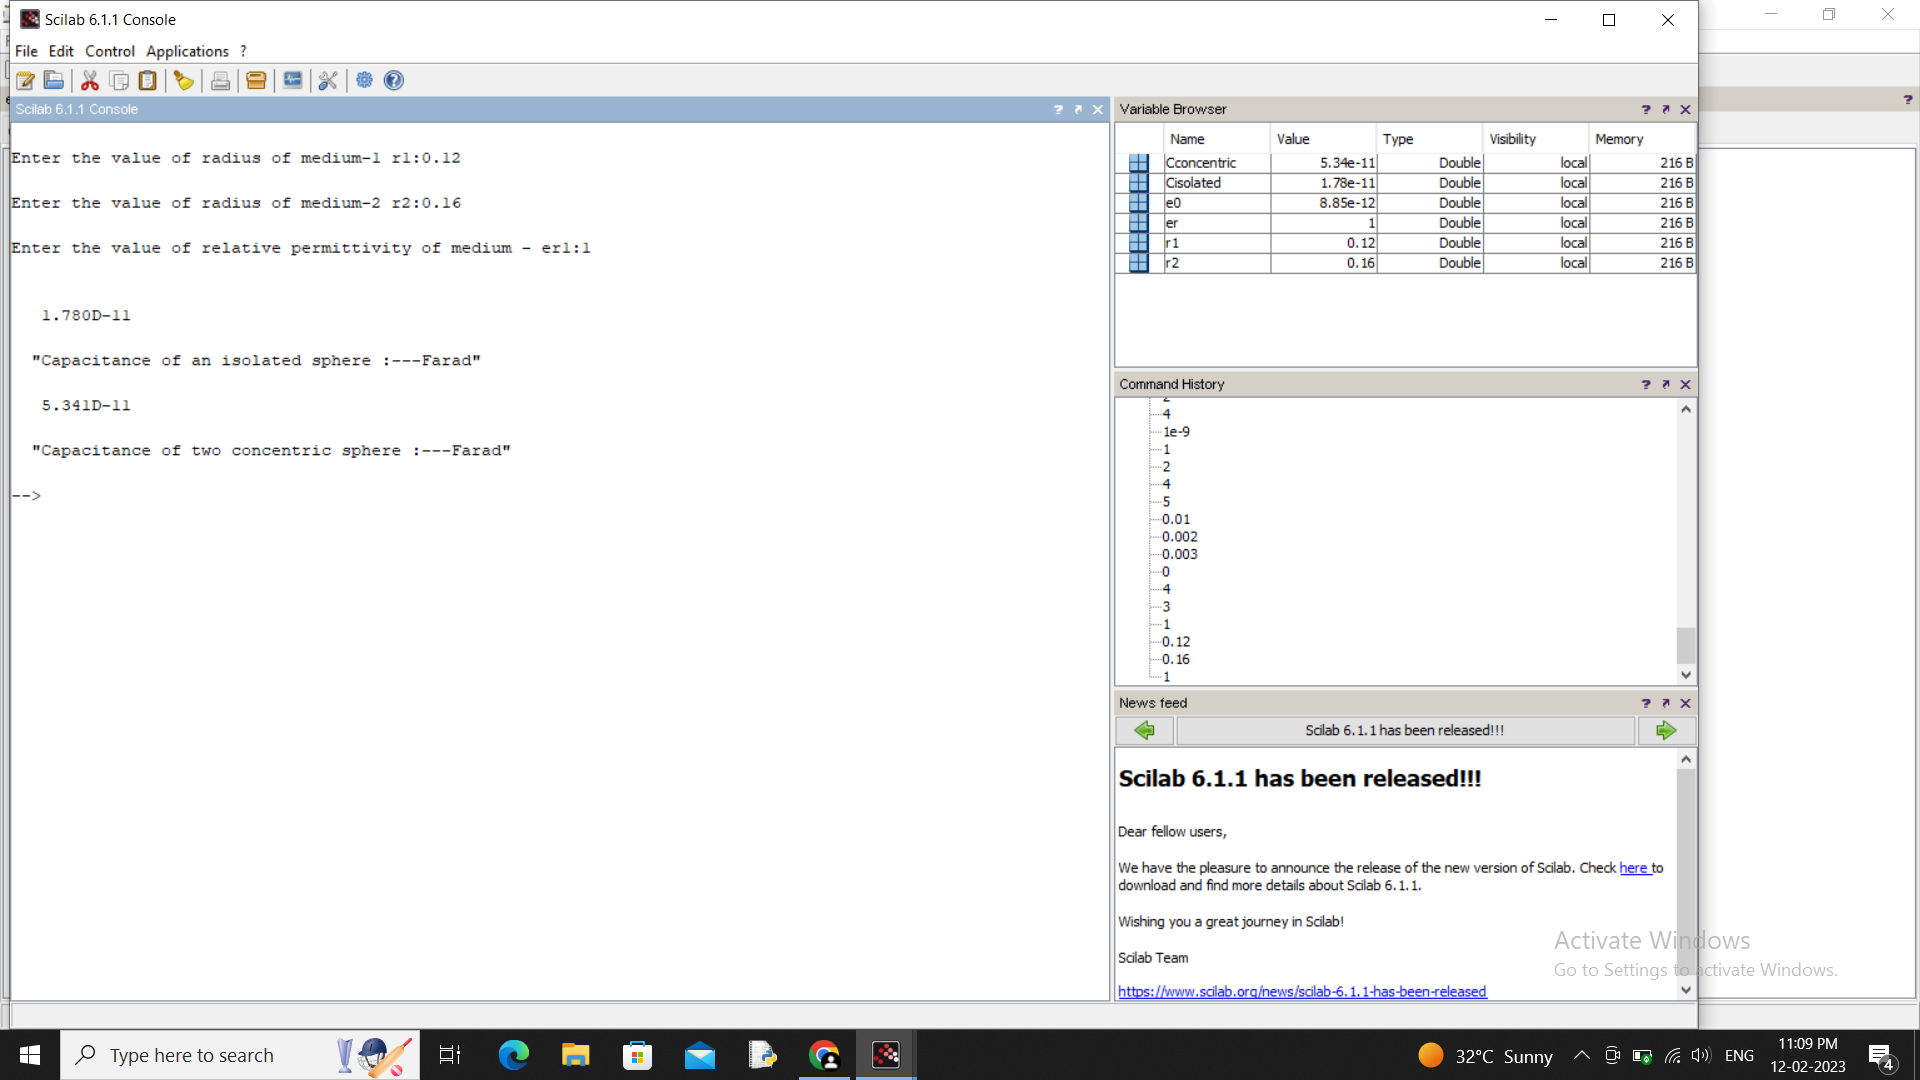 Scilab 6.1.1 Console
File Edit Control Applications ?
Scilab 6.1.1 Console
Enter the value of radius of medium-1 r1:0.12
Enter the value of radius of medium-2 r2:0.16
Enter the value of relative permittivity of medium - er1:1
1.780D-11
"Capacitance of an isolated sphere :---Farad"
5.341D-11
"Capacitance of two concentric sphere :---Farad"
-->
Variable Browser
Name Value Type Visibility Memory
Cconcentric 5.34e-11 Double local 216 B
Cisolated 1.78e-11 Double local 216 B
e0 8.85e-12 Double local 216 B
er 1 Double local 216 B
r1 0.12 Double local 216 B
r2 0.16 Double local 216 B
Command History
4
1e-9
1
2
4
5
0.01
0.002
0.003
0
4
3
1
0.12
0.16
1
News feed
Scilab 6.1.1 has been released!!!
Scilab 6.1.1 has been released!!!
Dear fellow users,
We have the pleasure to announce the release of the new version of Scilab. Check here to
download and find more details about Scilab 6.1.1.
Wishing you a great journey in Scilab!
Scilab Team
https://www.scilab.org/news/scilab-6.1.1-has-been-released
Activate Windows
Go to Settings to activate Windows.
Type here to search
32°C Sunny
ENG
11:09 PM
12-02-2023
4